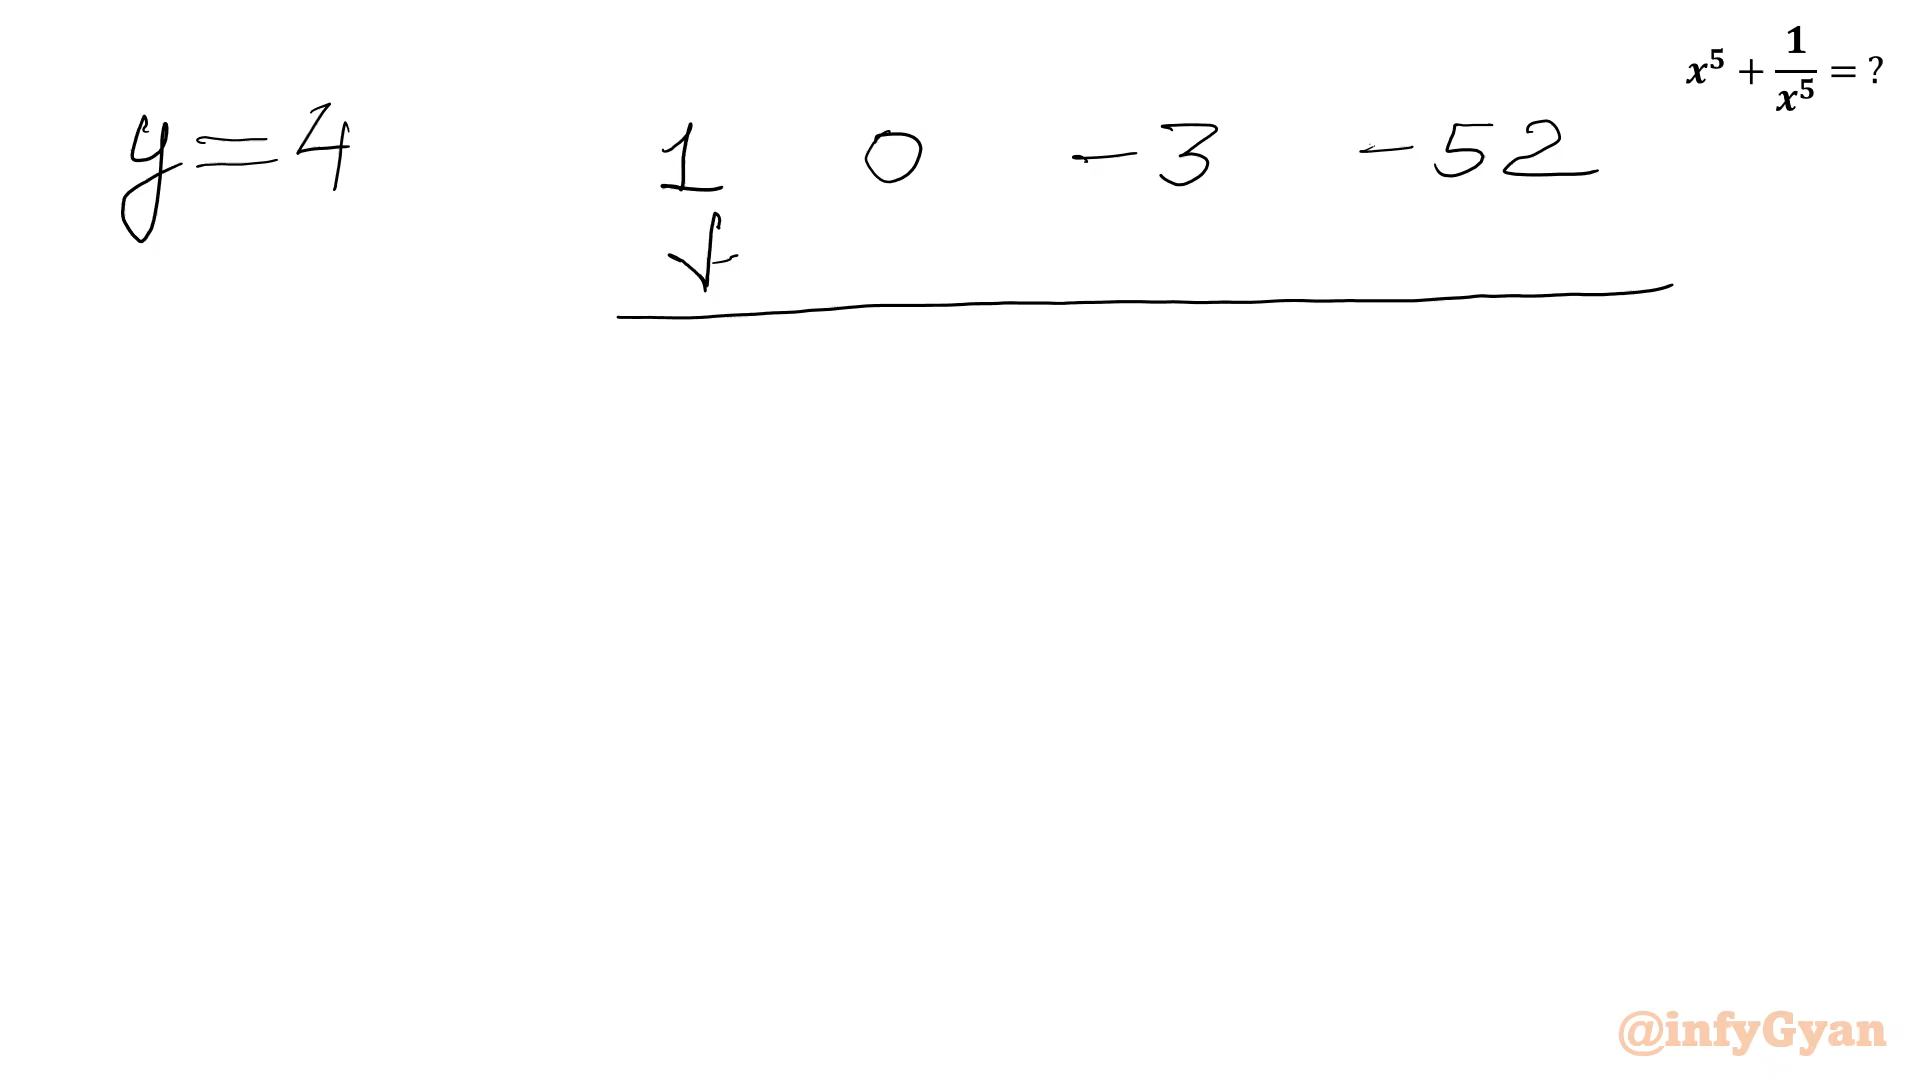 x⁵ + 1/x⁵ = ?
y = 4 1 0 -3 -52
@infyGyan